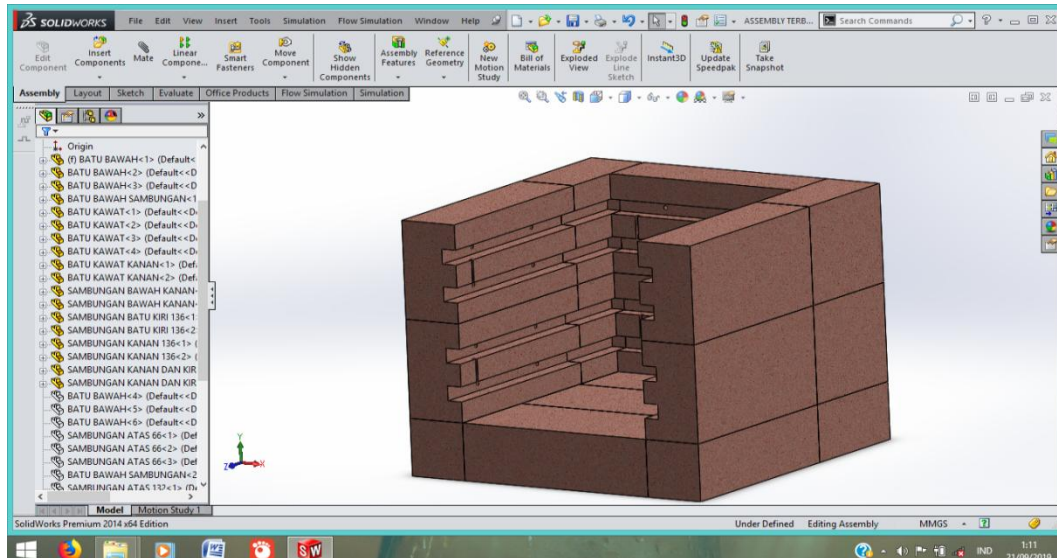 SOLIDWORKS File Edit View Insert Tools Simulation Flow Simulation Window Help ASSEMBLY TERB... Search Commands
Edit Component
Insert Components
Mate
Linear Compone...
Smart Fasteners
Move Component
Show Hidden Components
Assembly Features
Reference Geometry
New Motion Study
Bill of Materials
Exploded View
Explode Line Sketch
Instant3D
Update Speedpak
Take Snapshot
Assembly Layout Sketch Evaluate Office Products Flow Simulation Simulation
Origin
(f) BATU BAWAH<1> (Default<
BATU BAWAH<2> (Default<<D
BATU BAWAH<3> (Default<<D
BATU BAWAH SAMBUNGAN<1
BATU KAWAT<1> (Default<<D
BATU KAWAT<2> (Default<<D
BATU KAWAT<3> (Default<<D
BATU KAWAT<4> (Default<<D
BATU KAWAT KANAN<1> (Def
BATU KAWAT KANAN<2> (Def
SAMBUNGAN BAWAH KANAN
SAMBUNGAN BAWAH KANAN
SAMBUNGAN BATU KIRI 136<1
SAMBUNGAN BATU KIRI 136<2
SAMBUNGAN KANAN 136<1> (
SAMBUNGAN KANAN 136<2> (
SAMBUNGAN KANAN DAN KIR
SAMBUNGAN KANAN DAN KIR
BATU BAWAH<4> (Default<<D
BATU BAWAH<5> (Default<<D
BATU BAWAH<6> (Default<<D
SAMBUNGAN ATAS 66<1> (Def
SAMBUNGAN ATAS 66<2> (Def
SAMBUNGAN ATAS 66<3> (Def
BATU BAWAH SAMBUNGAN<2
SAMBUNGAN ATAS 132<1> (D
Y
Z X
Model Motion Study 1
SolidWorks Premium 2014 x64 Edition Under Defined Editing Assembly MMGS
IND 1:11
21/09/2019